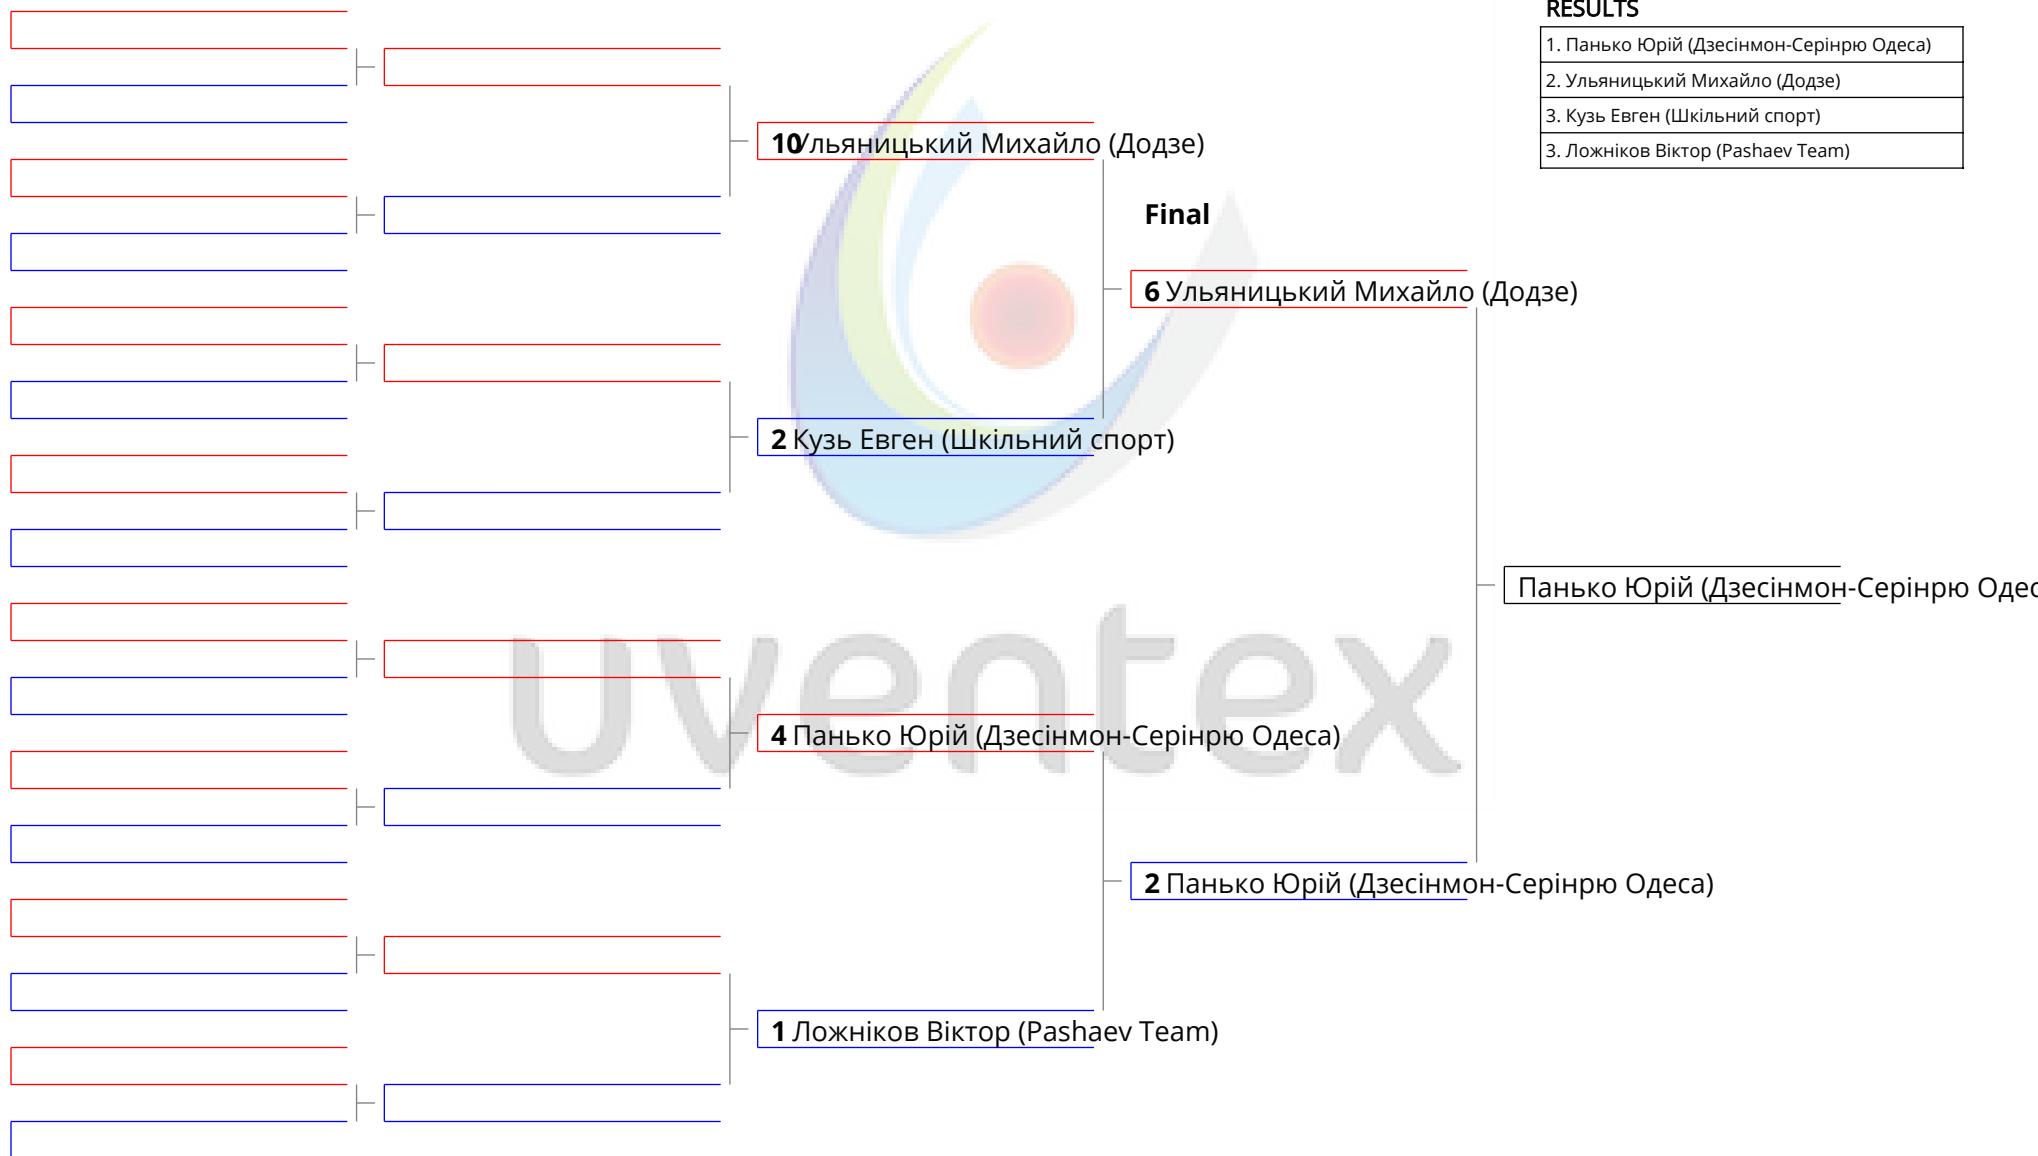 RESULTS
1. Панько Юрій (Дзесінмон-Серінрю Одеса)
2. Ульяницький Михайло (Додзе)
3. Кузь Евген (Шкільний спорт)
3. Ложніков Віктор (Pashaev Team)
10 Ульяницький Михайло (Додзе)
Final
6 Ульяницький Михайло (Додзе)
2 Кузь Евген (Шкільний спорт)
Панько Юрій (Дзесінмон-Серінрю Одес
uventex
4 Панько Юрій (Дзесінмон-Серінрю Одеса)
2 Панько Юрій (Дзесінмон-Серінрю Одеса)
1 Ложніков Віктор (Pashaev Team)